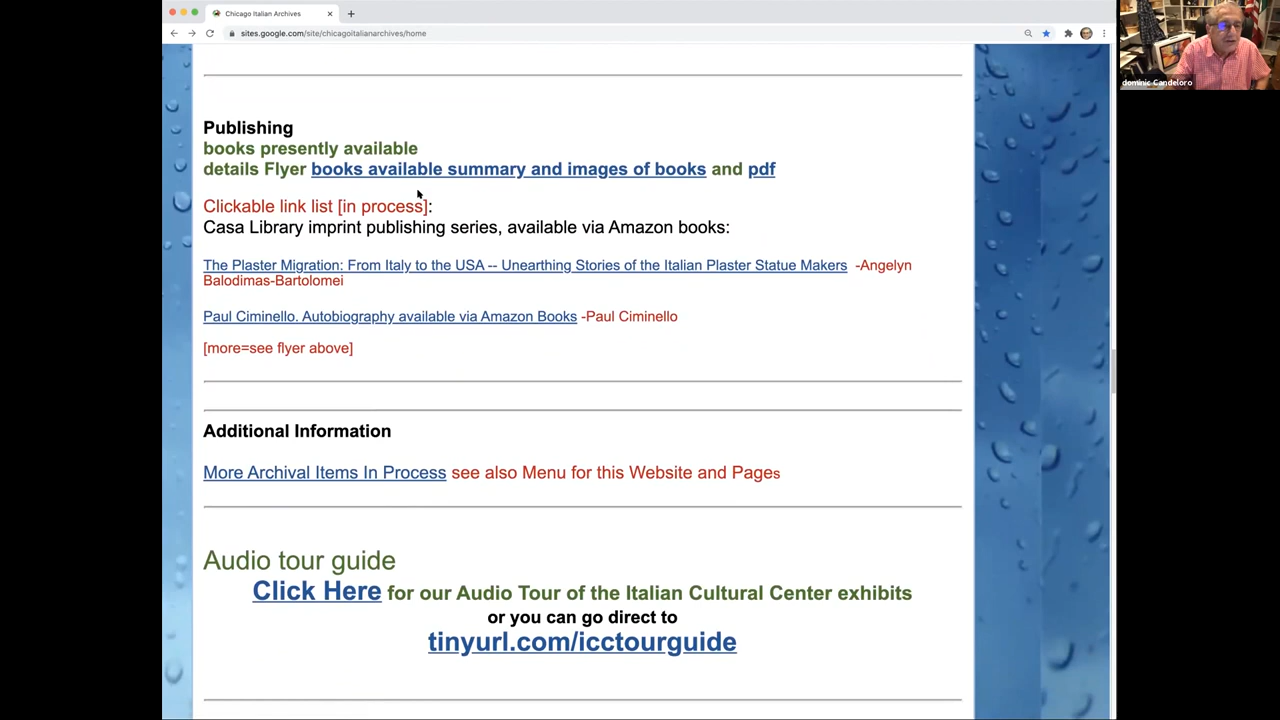 Chicago Italian Archives
sites.google.com/site/chicagoitalianarchives/home
dominic Candeloro
Publishing
books presently available
details Flyer books available summary and images of books and pdf
Clickable link list [in process]:
Casa Library imprint publishing series, available via Amazon books:
The Plaster Migration: From Italy to the USA -- Unearthing Stories of the Italian Plaster Statue Makers -Angelyn
Balodimas-Bartolomei
Paul Ciminello. Autobiography available via Amazon Books -Paul Ciminello
[more=see flyer above]
Additional Information
More Archival Items In Process see also Menu for this Website and Pages
Audio tour guide
Click Here for our Audio Tour of the Italian Cultural Center exhibits
or you can go direct to
tinyurl.com/icctourguide